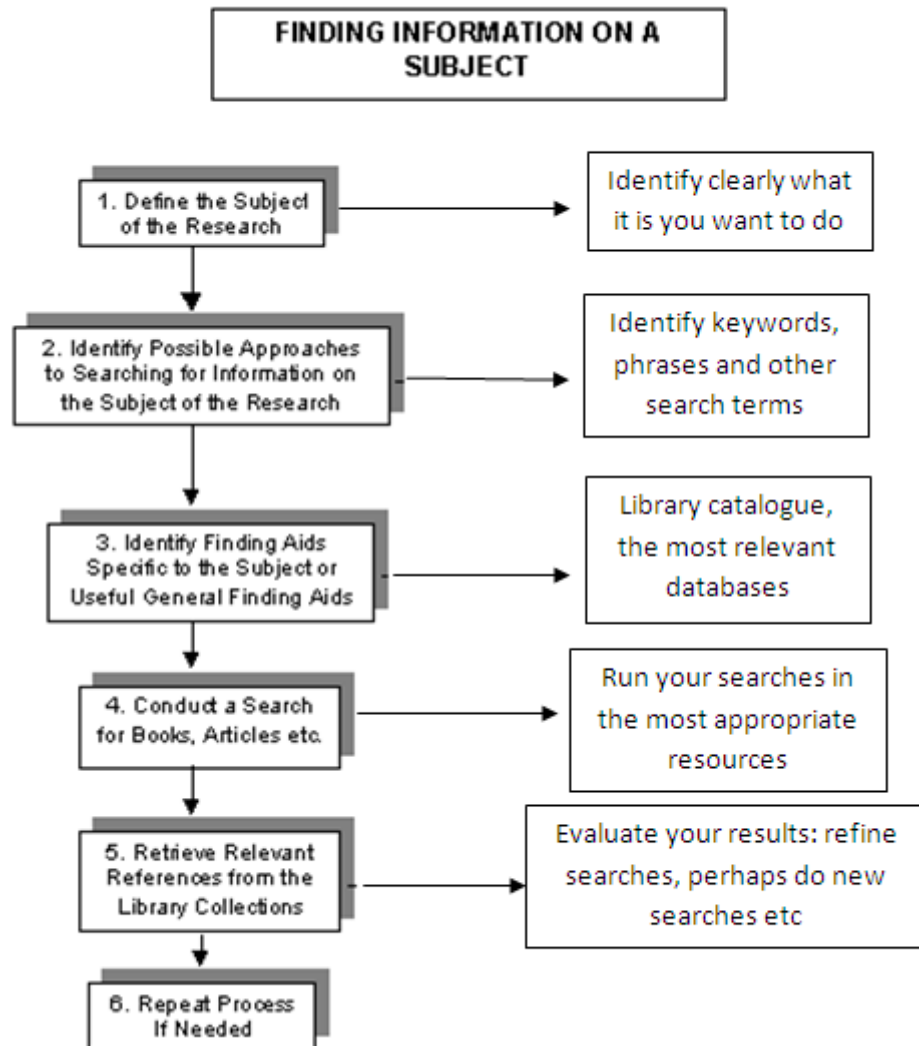 FINDING INFORMATION ON A
SUBJECT
1. Define the Subject
of the Research
Identify clearly what
it is you want to do
2. Identify Possible Approaches
to Searching for Information on
the Subject of the Research
Identify keywords,
phrases and other
search terms
3. Identify Finding Aids
Specific to the Subject or
Useful General Finding Aids
Library catalogue,
the most relevant
databases
4. Conduct a Search
for Books, Articles etc.
Run your searches in
the most appropriate
resources
5. Retrieve Relevant
References from the
Library Collections
Evaluate your results: refine
searches, perhaps do new
searches etc
6. Repeat Process
If Needed